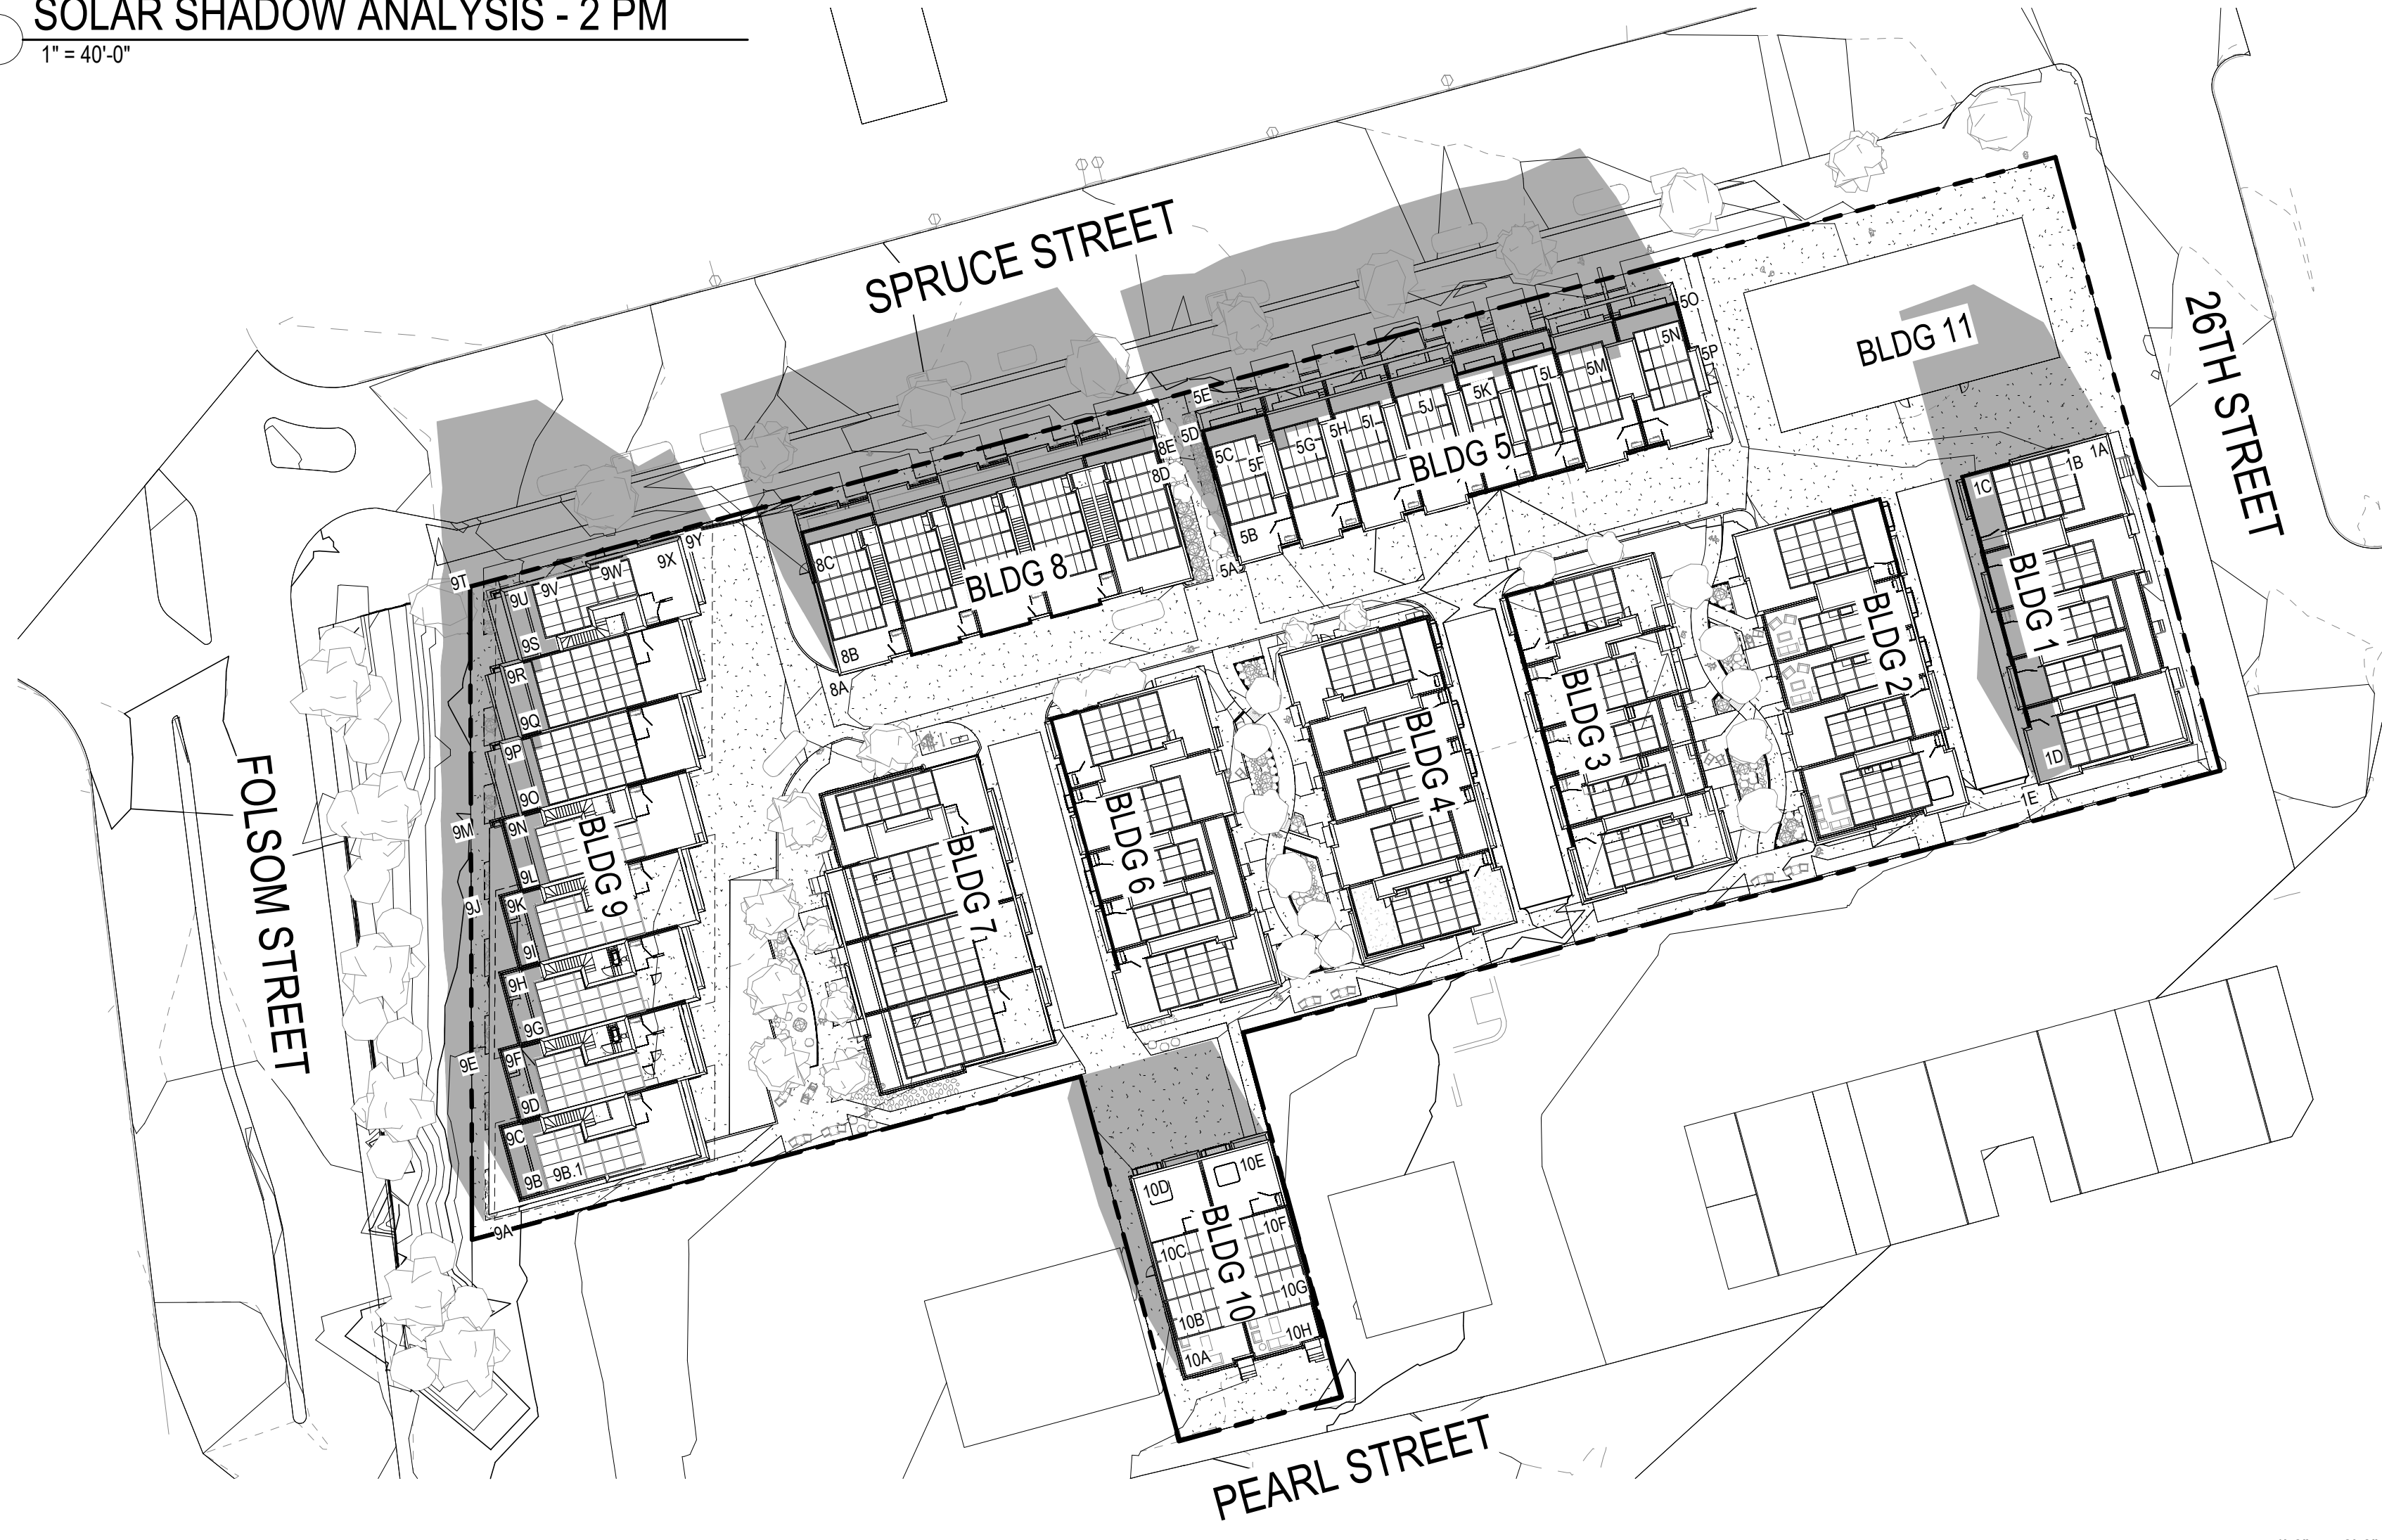 SOLAR SHADOW ANALYSIS - 2 PM
1" = 40'-0"
SPRUCE STREET
26TH STREET
FOLSOM STREET
PEARL STREET
BLDG 11
BLDG 5
5A
5B
5C
5D
5E
5F
5G
5H
5I
5J
5K
5L
5M
5N
5O
5P
BLDG 8
8A
8B
8C
8D
8E
BLDG 1
1A
1B
1C
1D
1E
BLDG 2
BLDG 3
BLDG 4
BLDG 6
BLDG 7
BLDG 9
9T
9U
9V
9W
9X
9Y
9S
9R
9Q
9P
9O
9N
9M
9L
9K
9J
9I
9H
9G
9F
9E
9D
9C
9B
9B.1
9A
BLDG 10
10D
10E
10C
10F
10B
10G
10A
10H